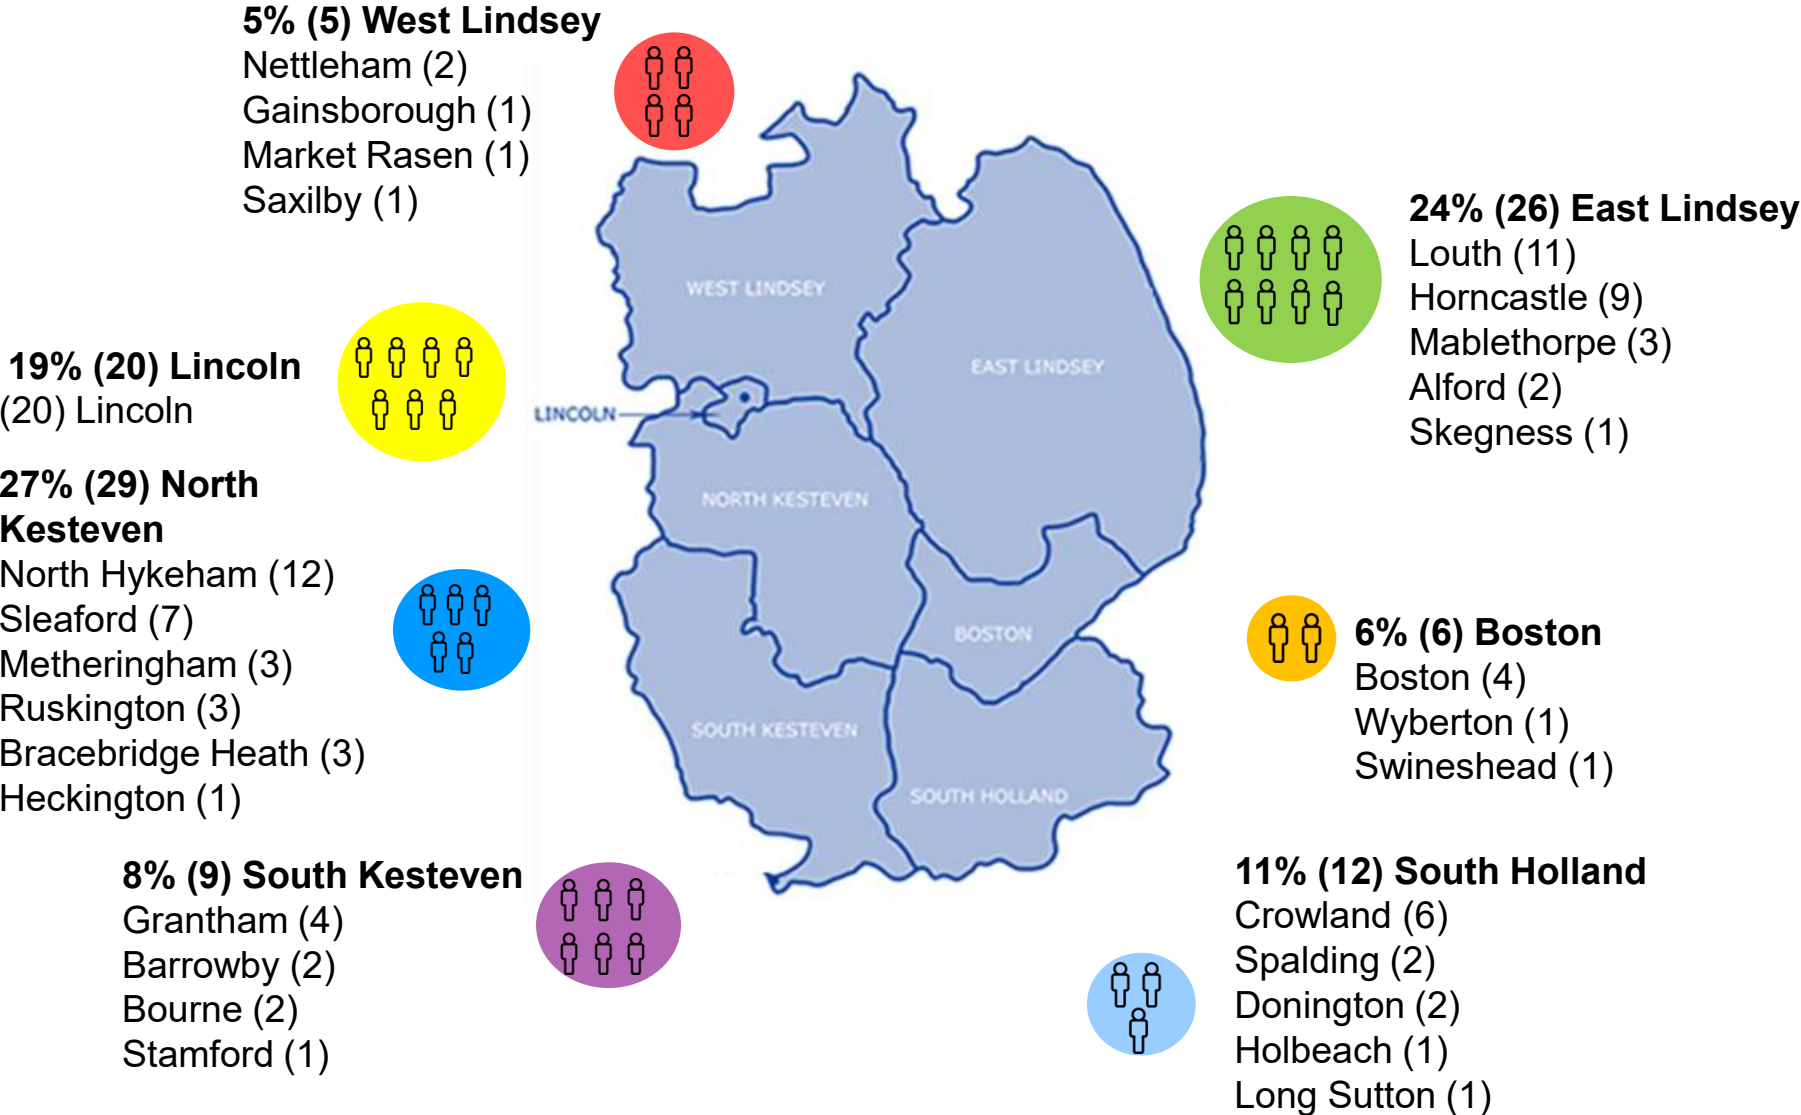 5% (5) West Lindsey
Nettleham (2)
Gainsborough (1)
Market Rasen (1)
Saxilby (1)
19% (20) Lincoln
(20) Lincoln
27% (29) North
Kesteven
North Hykeham (12)
Sleaford (7)
Metheringham (3)
Ruskington (3)
Bracebridge Heath (3)
Heckington (1)
8% (9) South Kesteven
Grantham (4)
Barrowby (2)
Bourne (2)
Stamford (1)
WEST LINDSEY
EAST LINDSEY
LINCOLN
NORTH KESTEVEN
BOSTON
SOUTH KESTEVEN
SOUTH HOLLAND
24% (26) East Lindsey
Louth (11)
Horncastle (9)
Mablethorpe (3)
Alford (2)
Skegness (1)
6% (6) Boston
Boston (4)
Wyberton (1)
Swineshead (1)
11% (12) South Holland
Crowland (6)
Spalding (2)
Donington (2)
Holbeach (1)
Long Sutton (1)